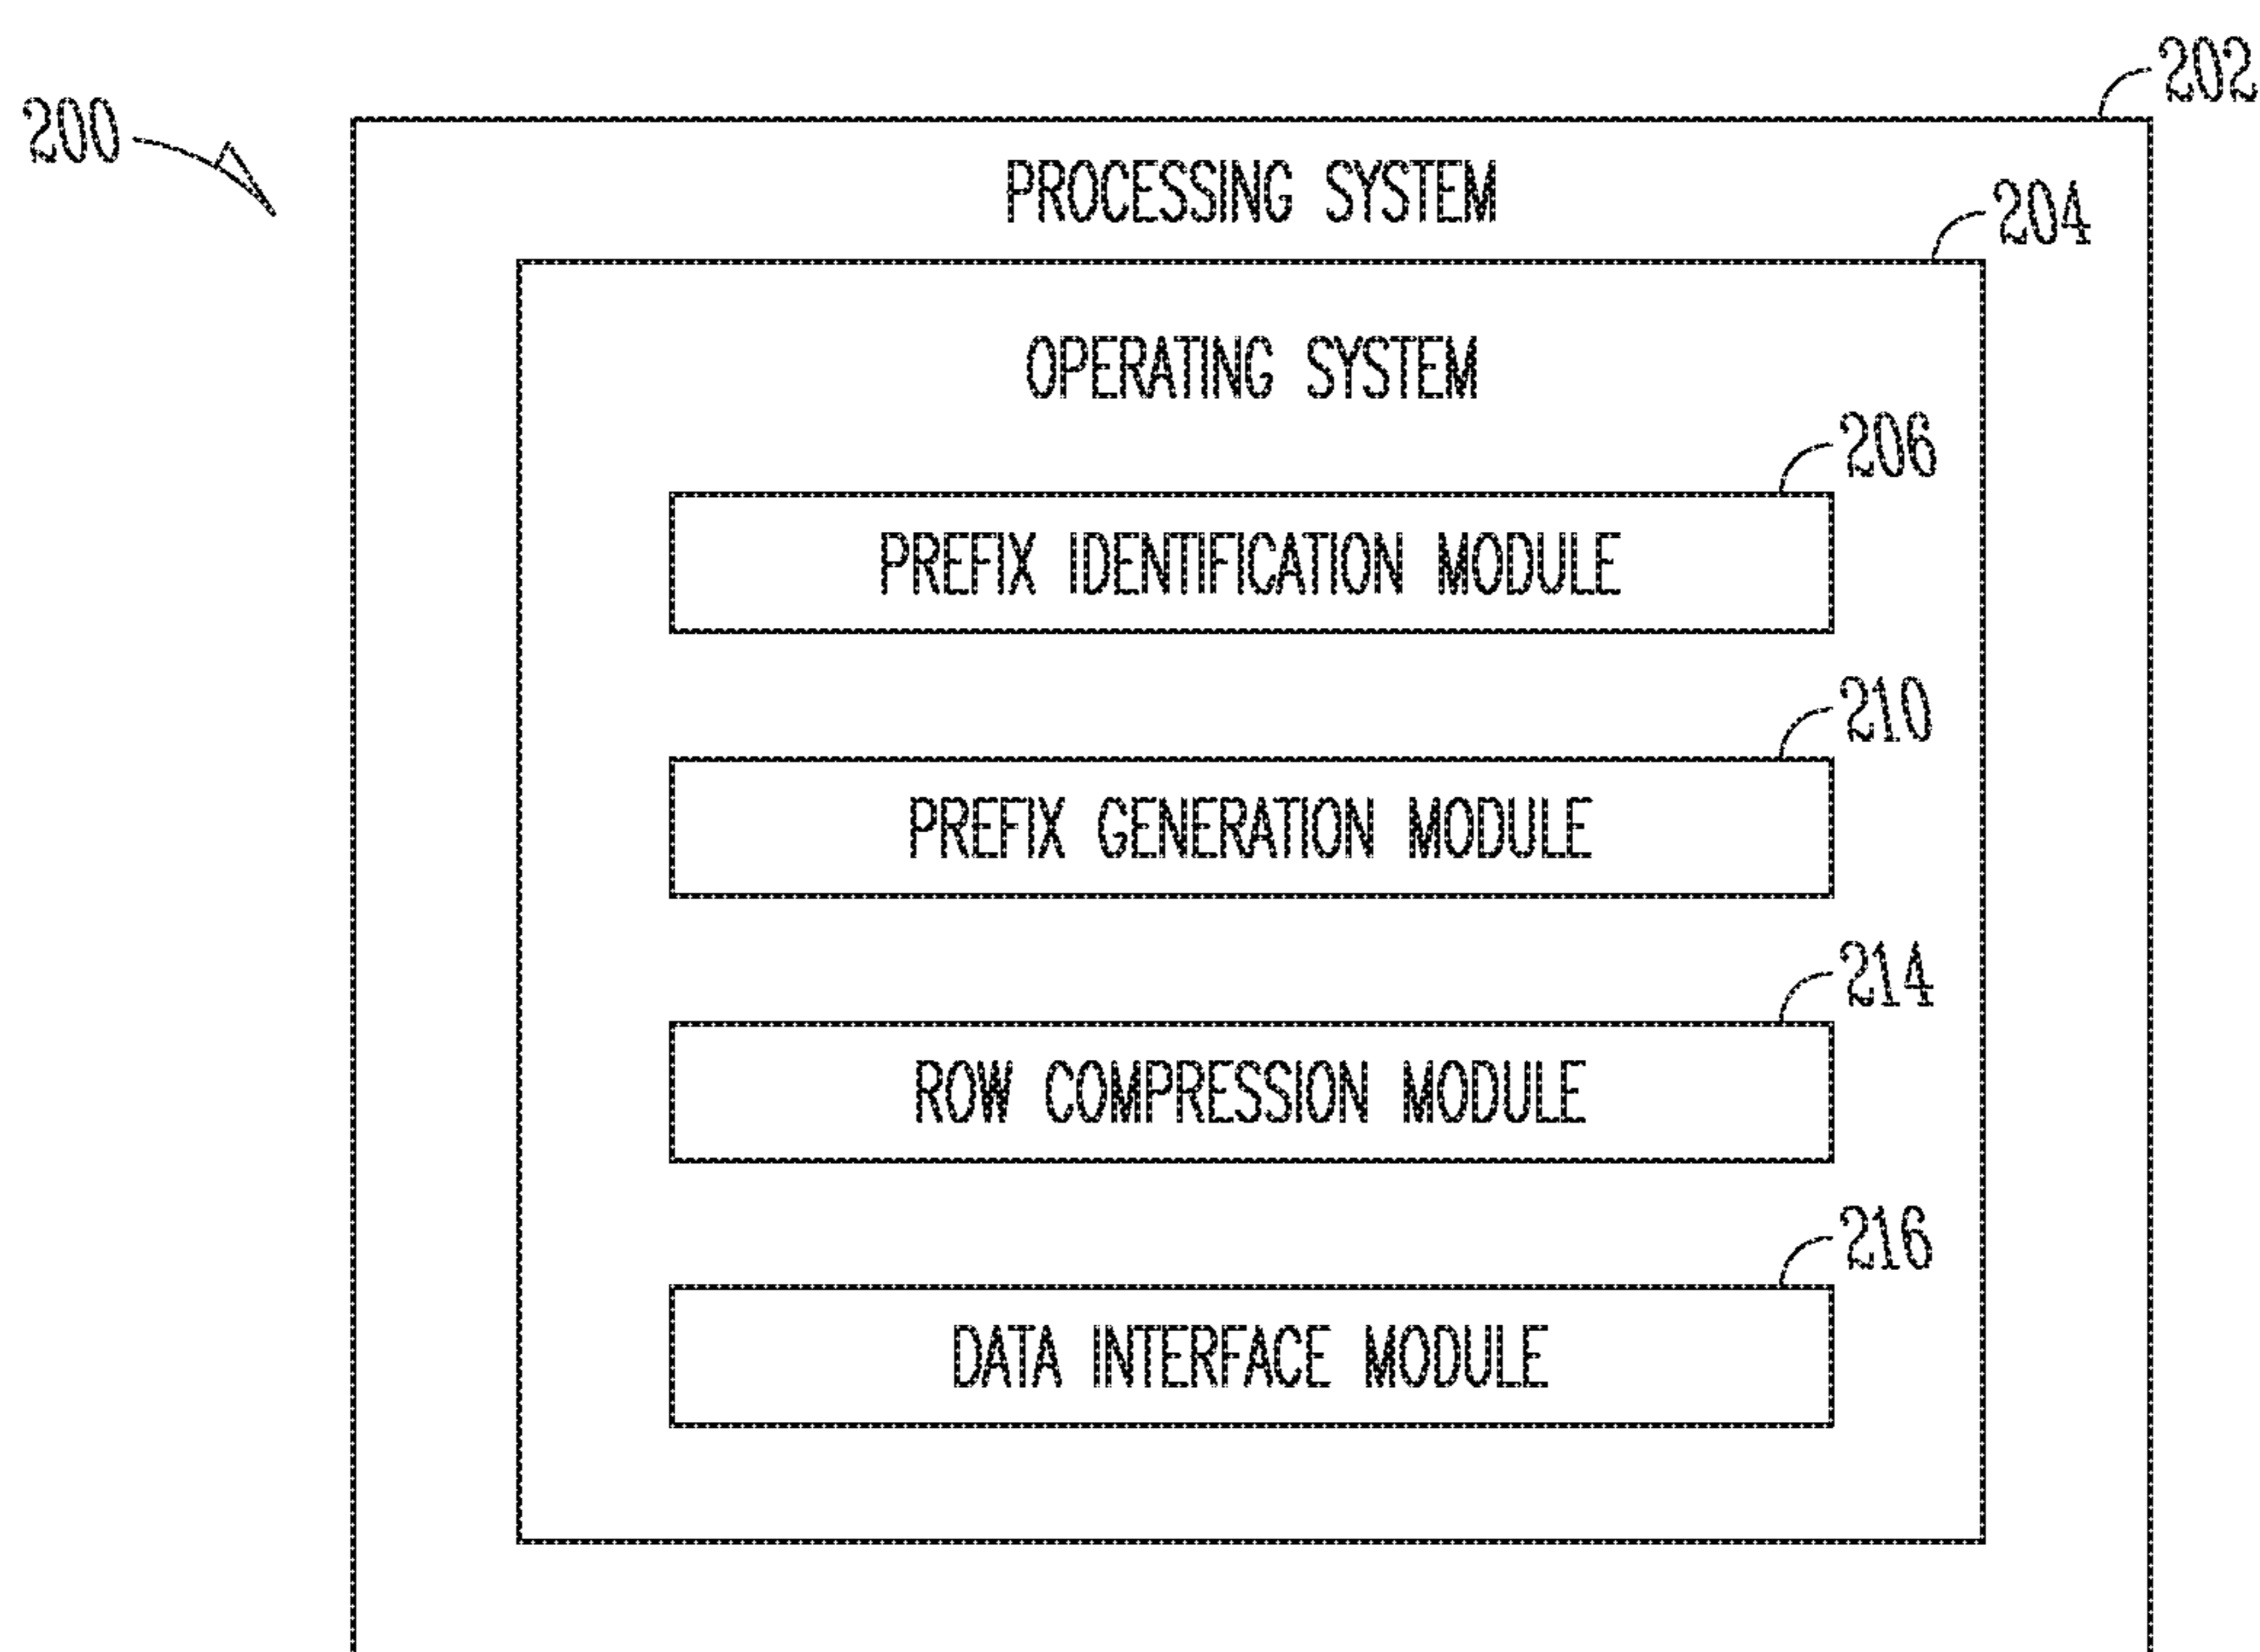 202
200
PROCESSING SYSTEM
204
OPERATING SYSTEM
206
PREFIX IDENTIFICATION MODULE
210
PREFIX GENERATION MODULE
214
ROW COMPRESSION MODULE
216
DATA INTERFACE MODULE